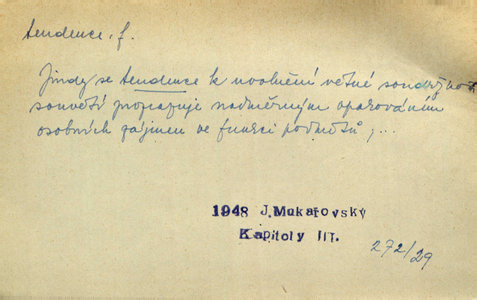 tendence, f.
Jindy se tendence k uvolnění větné soudržnosti
souvětí projevuje nadměrným opakováním
osobních zájmen ve funkci podmětů, ...
1948 J. Mukařovský
Kapitoly III.
272/29